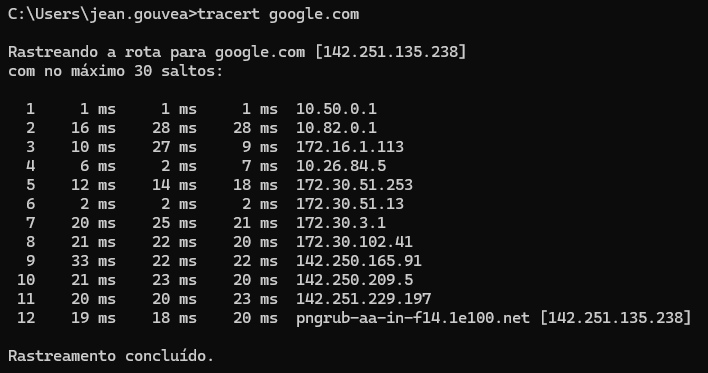 C:\Users\jean.gouvea>tracert google.com
Rastreando a rota para google.com [142.251.135.238]
com no máximo 30 saltos:
1 1 ms 1 ms 1 ms 10.50.0.1
2 16 ms 28 ms 28 ms 10.82.0.1
3 10 ms 27 ms 9 ms 172.16.1.113
4 6 ms 2 ms 7 ms 10.26.84.5
5 12 ms 14 ms 18 ms 172.30.51.253
6 2 ms 2 ms 2 ms 172.30.51.13
7 20 ms 25 ms 21 ms 172.30.3.1
8 21 ms 22 ms 20 ms 172.30.102.41
9 33 ms 22 ms 22 ms 142.250.165.91
10 21 ms 23 ms 20 ms 142.250.209.5
11 20 ms 20 ms 23 ms 142.251.229.197
12 19 ms 18 ms 20 ms pngrub-aa-in-f14.1e100.net [142.251.135.238]
Rastreamento concluído.